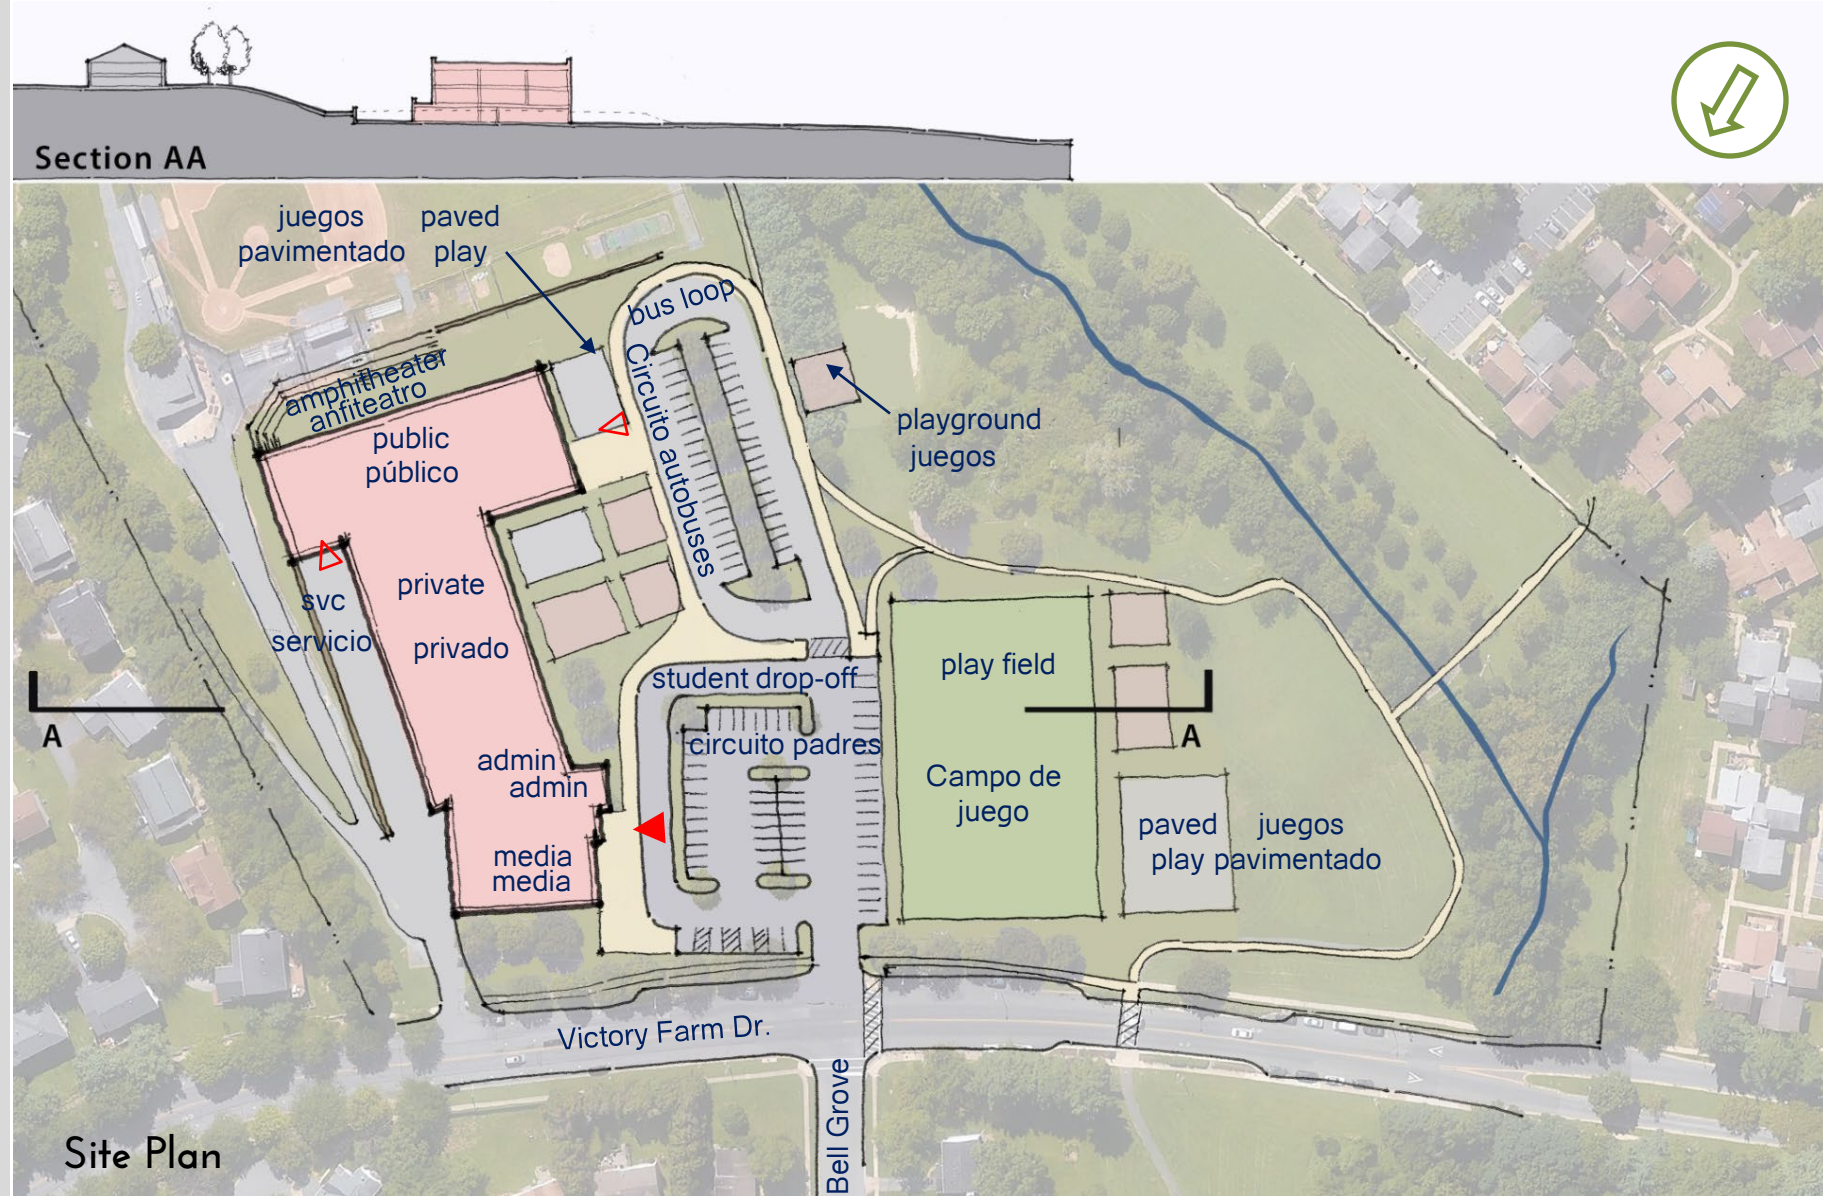 Section AA
juegos
pavimentado
paved
play
bus loop
Circuito autobuses
amphitheater
anfiteatro
public
público
playground
juegos
private
privado
svc
servicio
student drop-off
circuito padres
play field
Campo de
juego
A
A
admin
admin
media
media
paved juegos
play pavimentado
Victory Farm Dr.
Bell Grove
Site Plan